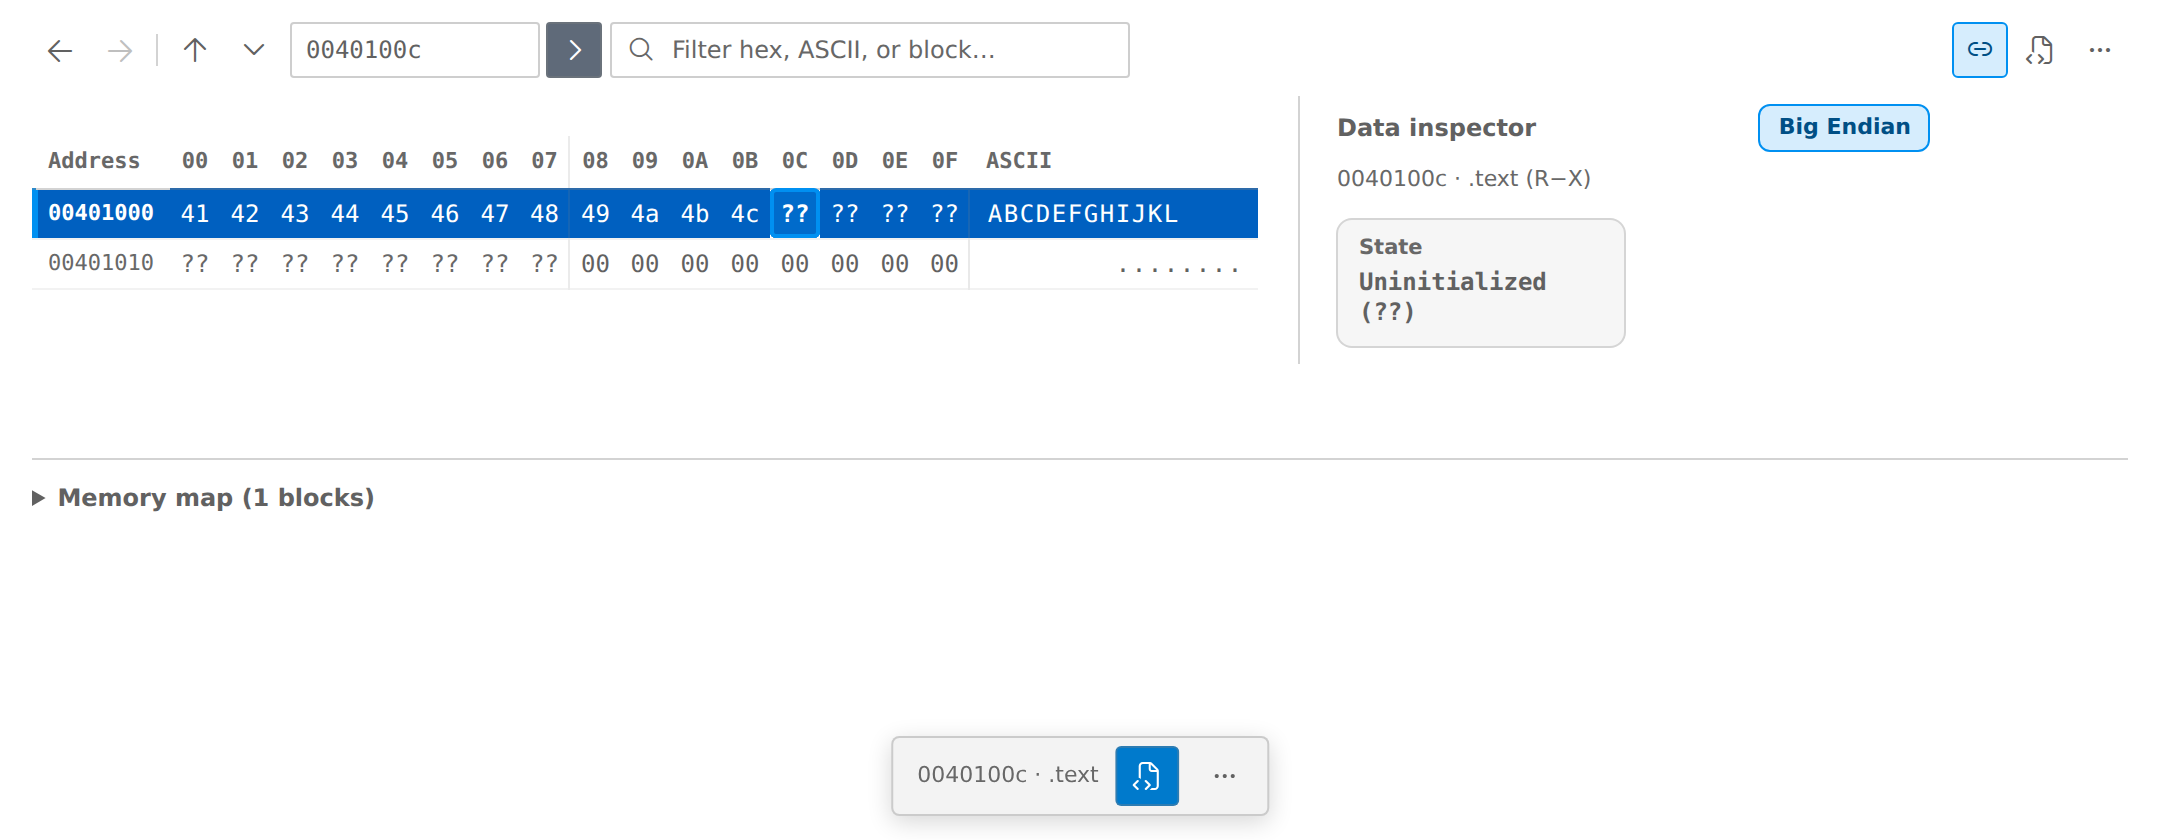 0040100c
Filter hex, ASCII, or block...
Data inspector
Big Endian
0040100c · .text (R−X)
State
Uninitialized
(??)
Address 00 01 02 03 04 05 06 07 08 09 0A 0B 0C 0D 0E 0F ASCII
00401000 41 42 43 44 45 46 47 48 49 4a 4b 4c ?? ?? ?? ?? ABCDEFGHIJKL
00401010 ?? ?? ?? ?? ?? ?? ?? ?? 00 00 00 00 00 00 00 00 ........
Memory map (1 blocks)
0040100c · .text